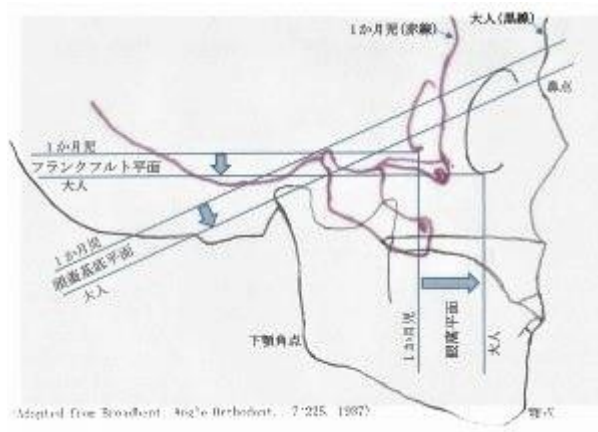 1か月児(赤線)
大人(黒線)
鼻点
1か月児
フランクフルト平面
大人
1か月児
頭蓋基底平面
大人
下顎角点
1か月児
眼窩平面
大人
(Adapted from Broadbent, Angle Orthodont., 7:225, 1937)